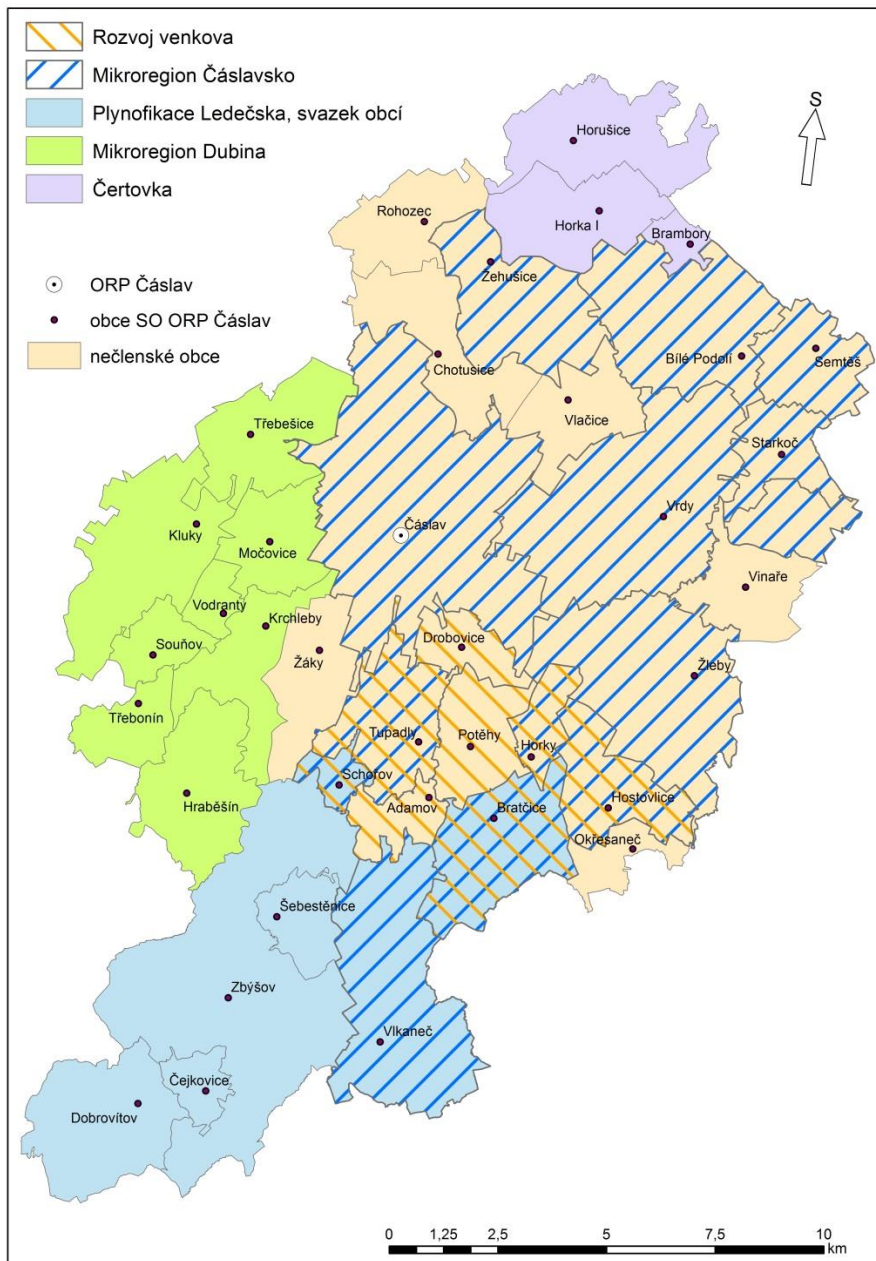 Rozvoj venkova
Mikroregion Čáslavsko
Plynofikace Ledečska, svazek obcí
Mikroregion Dubina
Čertovka
ORP Čáslav
obce SO ORP Čáslav
nečlenské obce
S
Horušice
Rohozec
Horka I
Brambory
Žehušice
Chotusice
Bílé Podolí
Semtěš
Vlačice
Třebešice
Starkoč
Kluky
Čáslav
Vrdy
Močovice
Vinaře
Vodranty
Krchleby
Drobovice
Souňov
Žáky
Žleby
Třebonín
Tupadly
Potěhy
Horky
Schořov
Hraběšín
Adamov
Hostovlice
Bratčice
Okřesaneč
Šebestěnice
Zbýšov
Vlkaneč
Čejkovice
Dobrovítov
0 1,25 2,5 5 7,5 10
km